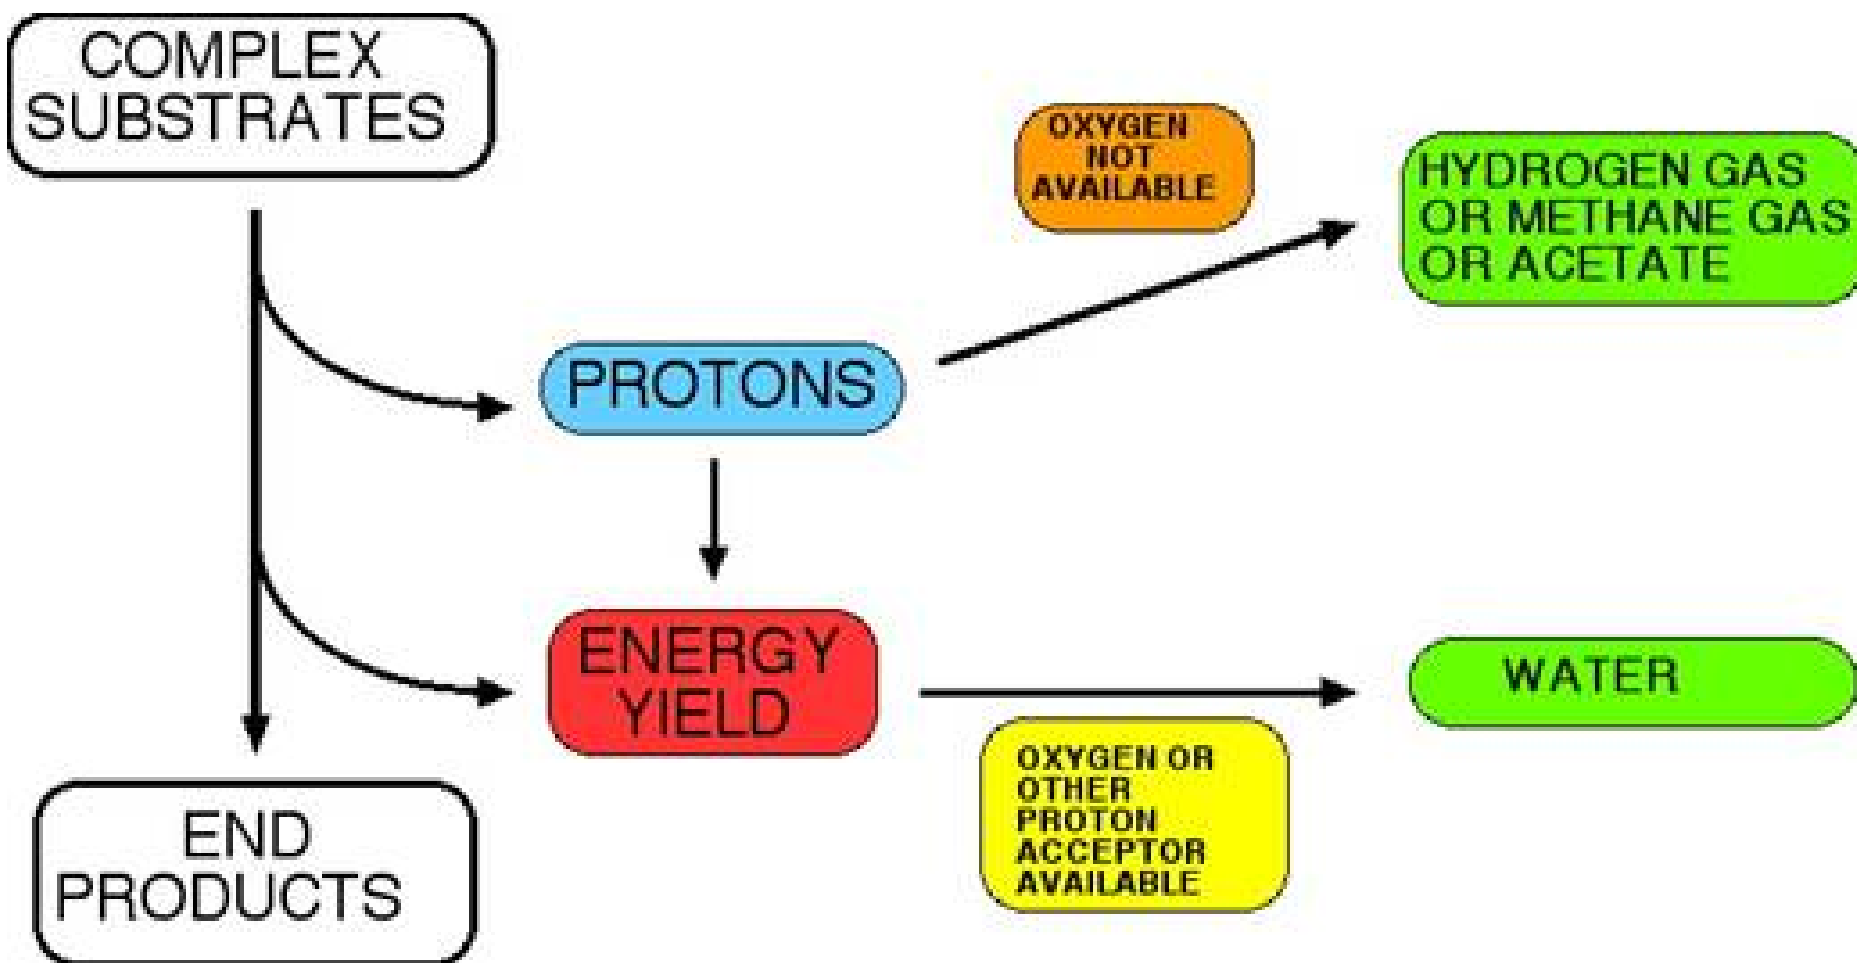 COMPLEX
SUBSTRATES
OXYGEN
NOT
AVAILABLE
HYDROGEN GAS
OR METHANE GAS
OR ACETATE
PROTONS
ENERGY
YIELD
WATER
OXYGEN OR
OTHER
PROTON
ACCEPTOR
AVAILABLE
END
PRODUCTS